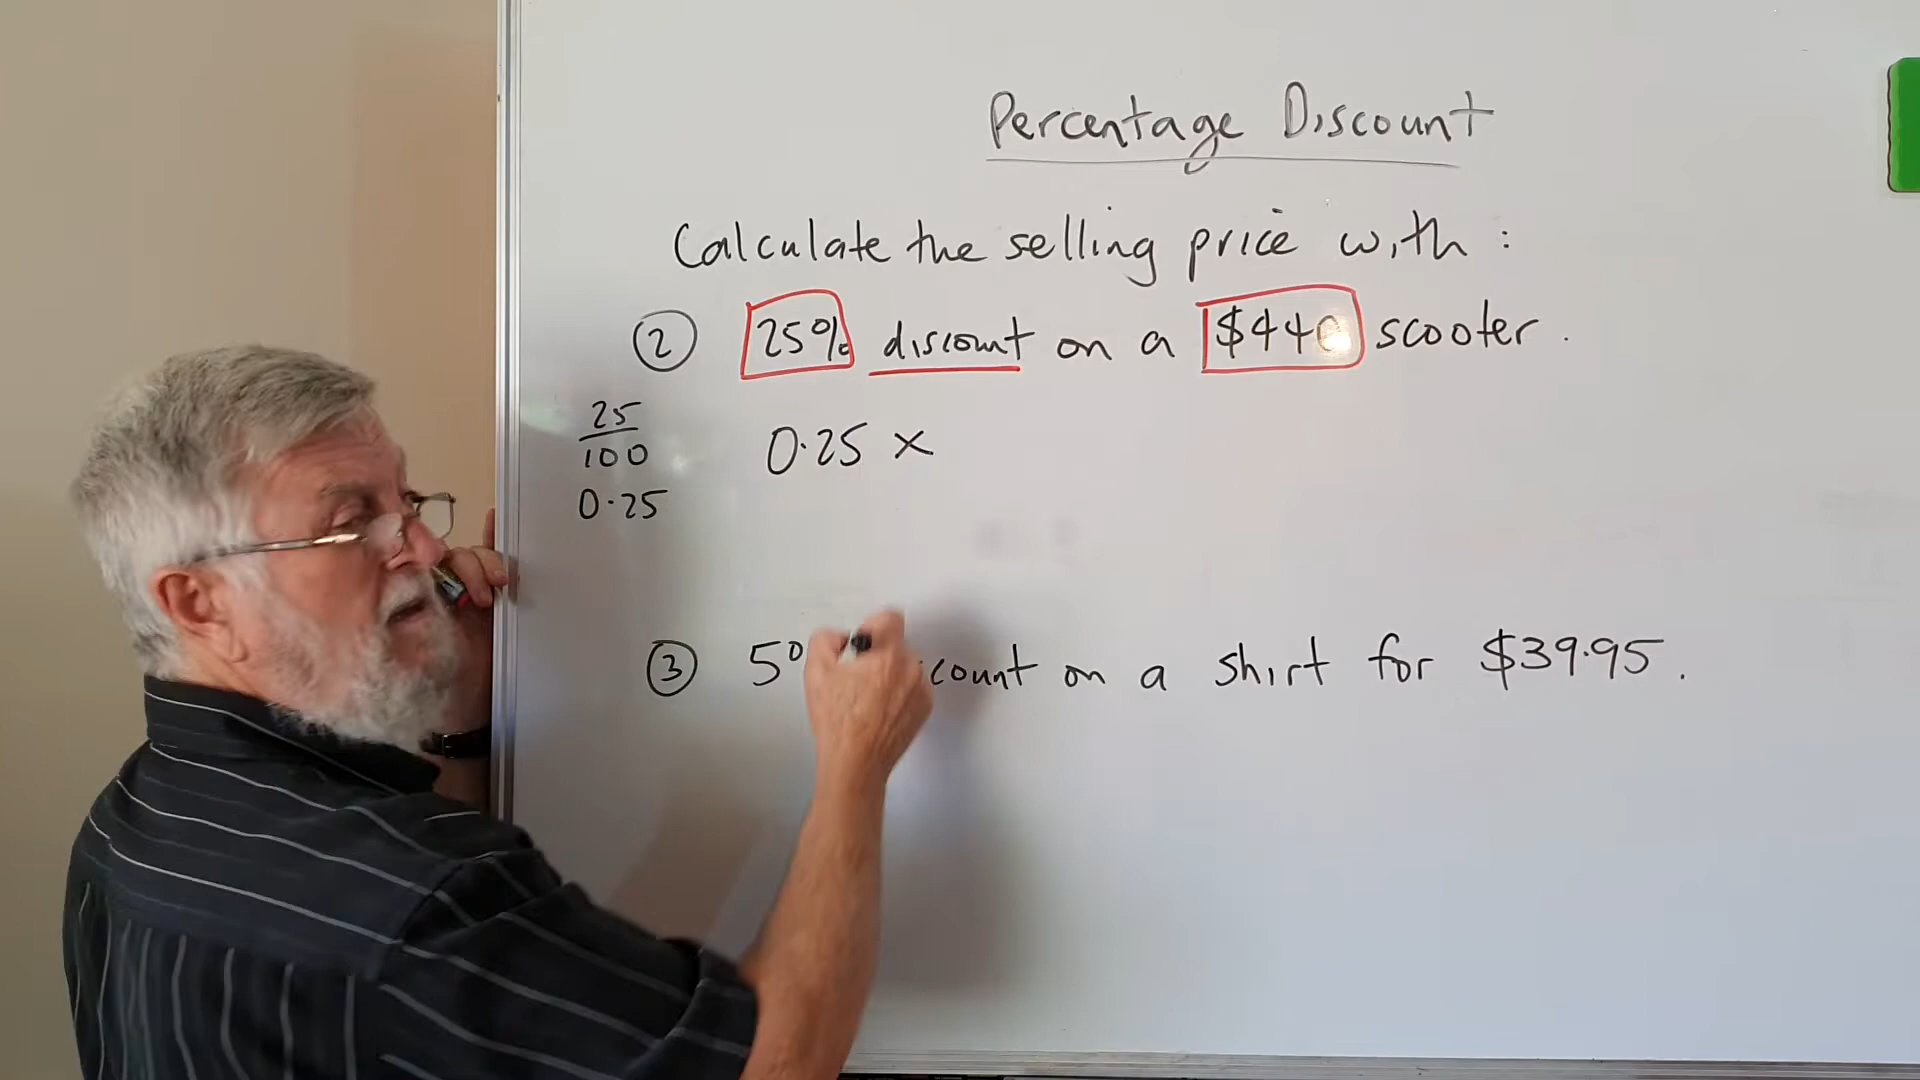 Percentage Discount
Calculate the selling price with :
② 25% discount on a $440 scooter.
25
100
0.25
0.25 ×
③ 5% on a shirt for $39.95.